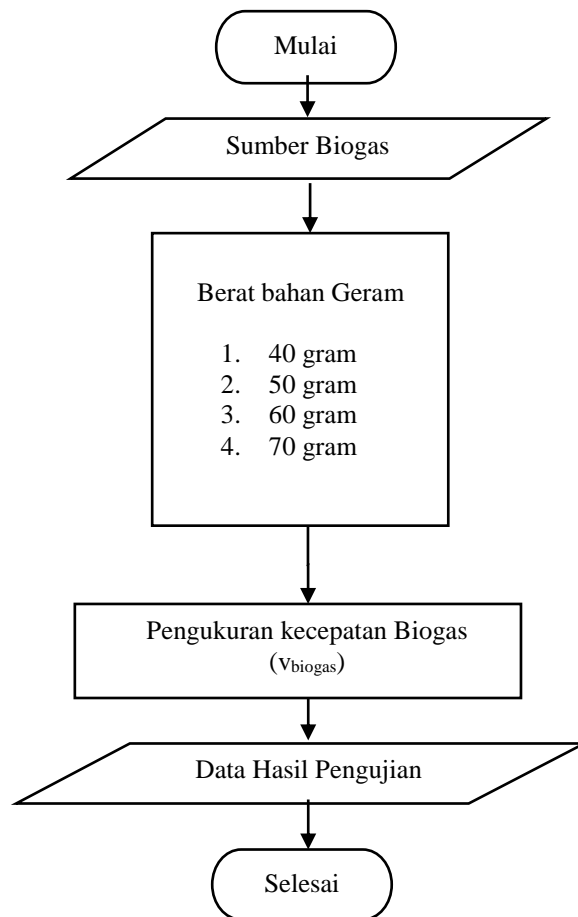 Mulai
Sumber Biogas
Berat bahan Geram
1. 40 gram
2. 50 gram
3. 60 gram
4. 70 gram
Pengukuran kecepatan Biogas
(vbiogas)
Data Hasil Pengujian
Selesai